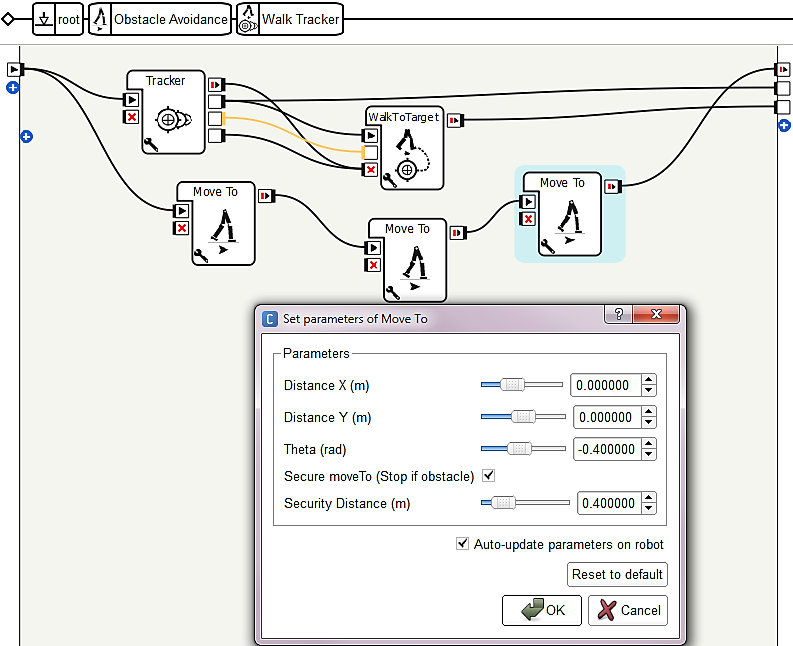 root
Obstacle Avoidance
Walk Tracker
Tracker
WalkToTarget
Move To
Move To
Move To
C
Set parameters of Move To
?
Parameters
Distance X (m)
0.000000
Distance Y (m)
0.000000
Theta (rad)
-0.400000
Secure moveTo (Stop if obstacle)
Security Distance (m)
0.400000
Auto-update parameters on robot
Reset to default
OK
Cancel